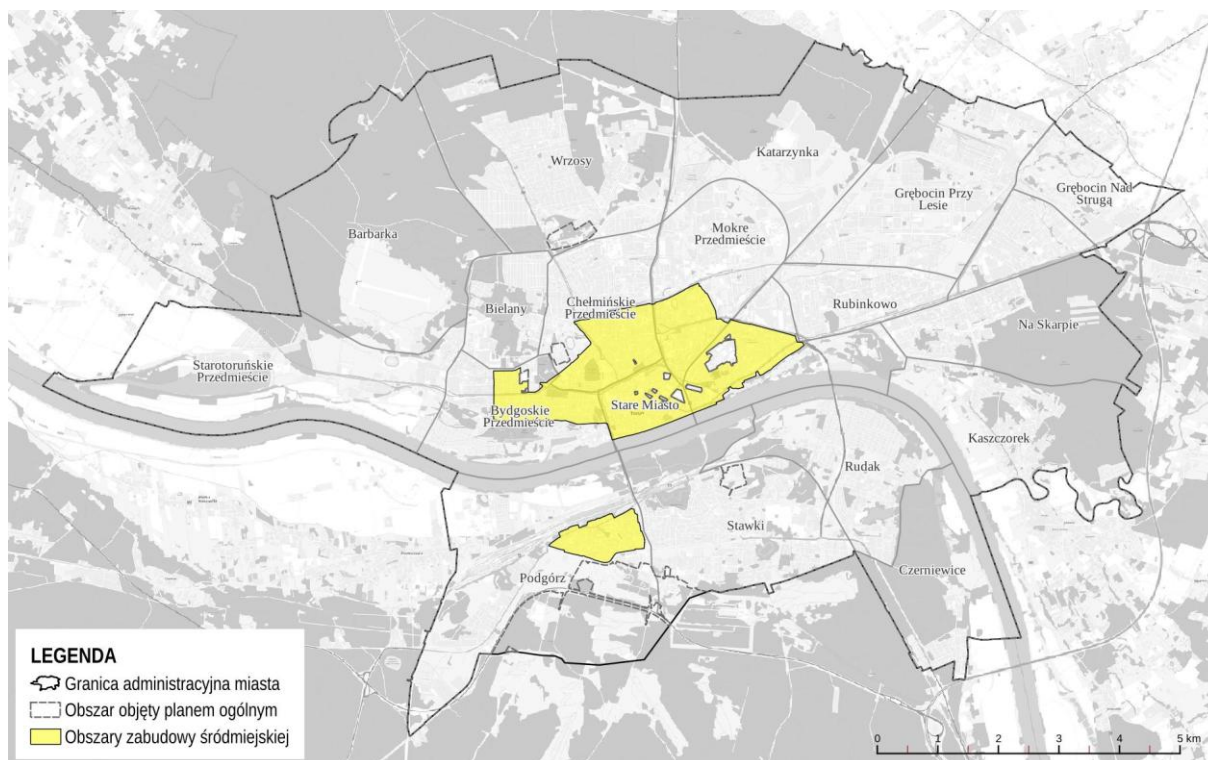 Wrzosy
Katarzynka
Grębocin Przy
Lesie
Grębocin Nad
Strugą
Barbarka
Mokre
Przedmieście
Chełmińskie
Przedmieście
Bielany
Rubinkowo
Na Skarpie
Starotoruńskie
Przedmieście
Bydgoskie
Przedmieście
Stare Miasto
Kaszczorek
Rudak
Stawki
Podgórz
Czerniewice
LEGENDA
Granica administracyjna miasta
Obszar objęty planem ogólnym
Obszary zabudowy śródmiejskiej
0 1 2 3 4 5 km